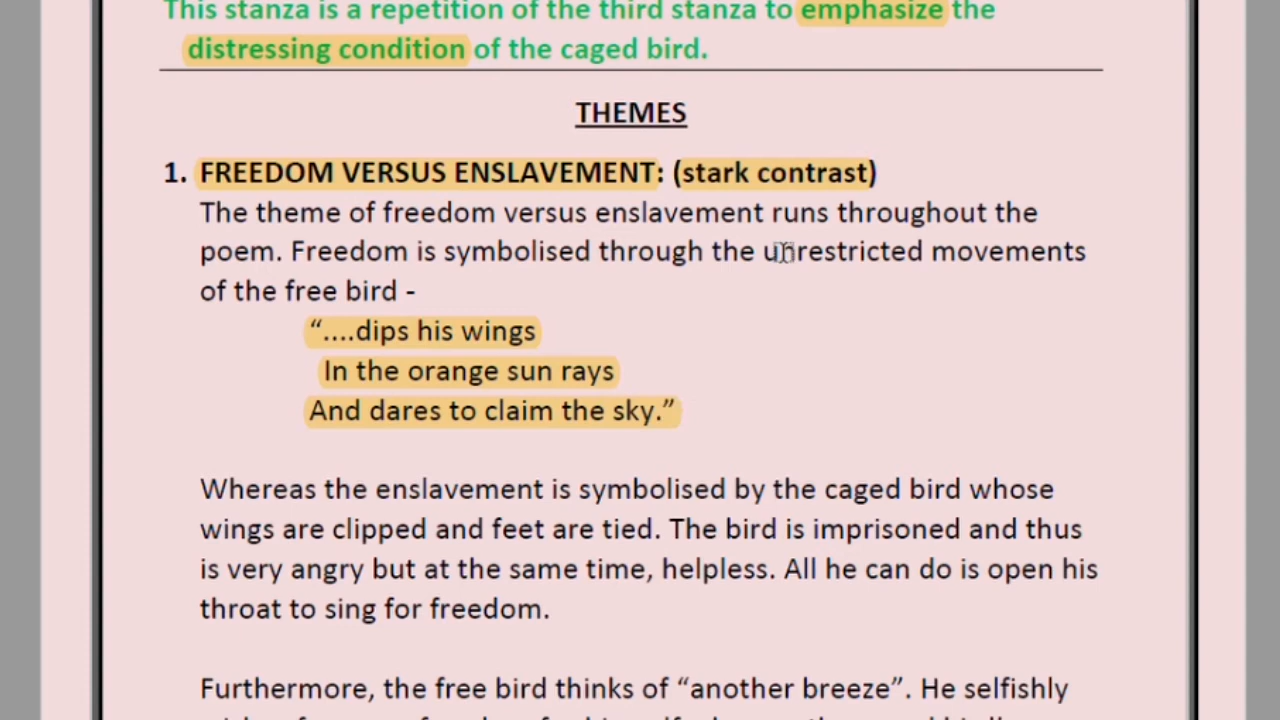 This stanza is a repetition of the third stanza to emphasize the
distressing condition of the caged bird.
THEMES
1. FREEDOM VERSUS ENSLAVEMENT: (stark contrast)
The theme of freedom versus enslavement runs throughout the
poem. Freedom is symbolised through the unrestricted movements
of the free bird -
“....dips his wings
In the orange sun rays
And dares to claim the sky.”
Whereas the enslavement is symbolised by the caged bird whose
wings are clipped and feet are tied. The bird is imprisoned and thus
is very angry but at the same time, helpless. All he can do is open his
throat to sing for freedom.
Furthermore, the free bird thinks of “another breeze”. He selfishly